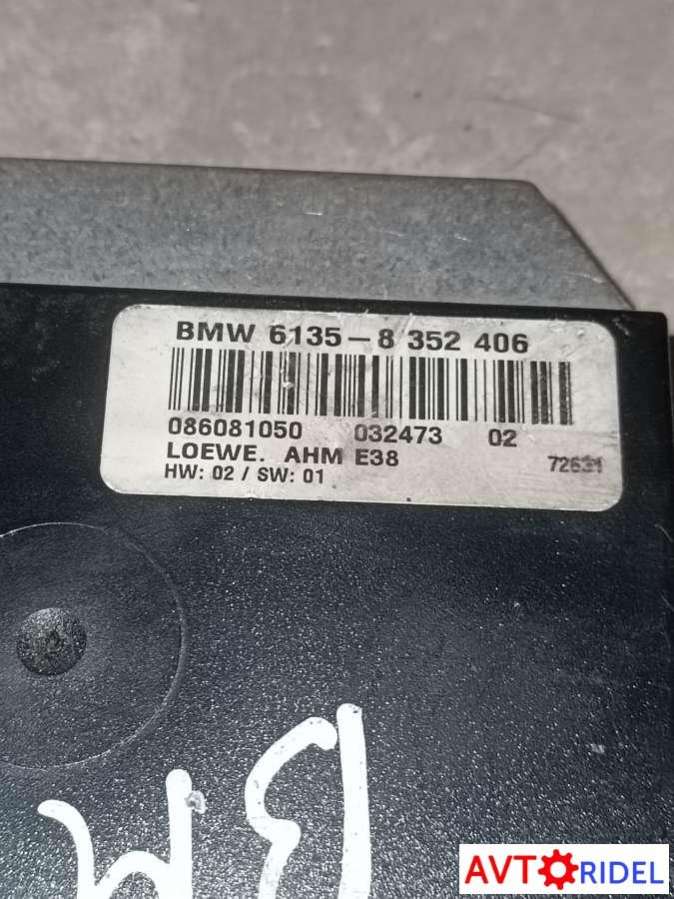 BMW 6135-8 352 406
086081050 032473 02
LOEWE. AHM E38 72631
HW: 02 / SW: 01
AVTORIDEL